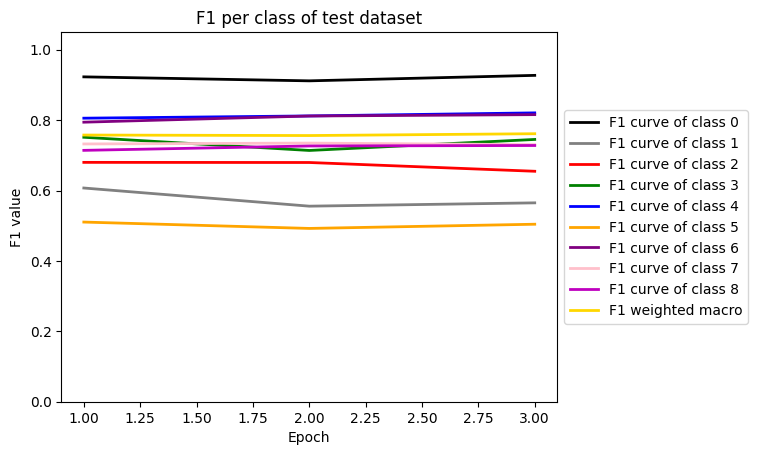 F1 per class of test dataset
F1 value
1.0
0.8
0.6
0.4
0.2
0.0
1.00 1.25 1.50 1.75 2.00 2.25 2.50 2.75 3.00
Epoch
F1 curve of class 0
F1 curve of class 1
F1 curve of class 2
F1 curve of class 3
F1 curve of class 4
F1 curve of class 5
F1 curve of class 6
F1 curve of class 7
F1 curve of class 8
F1 weighted macro